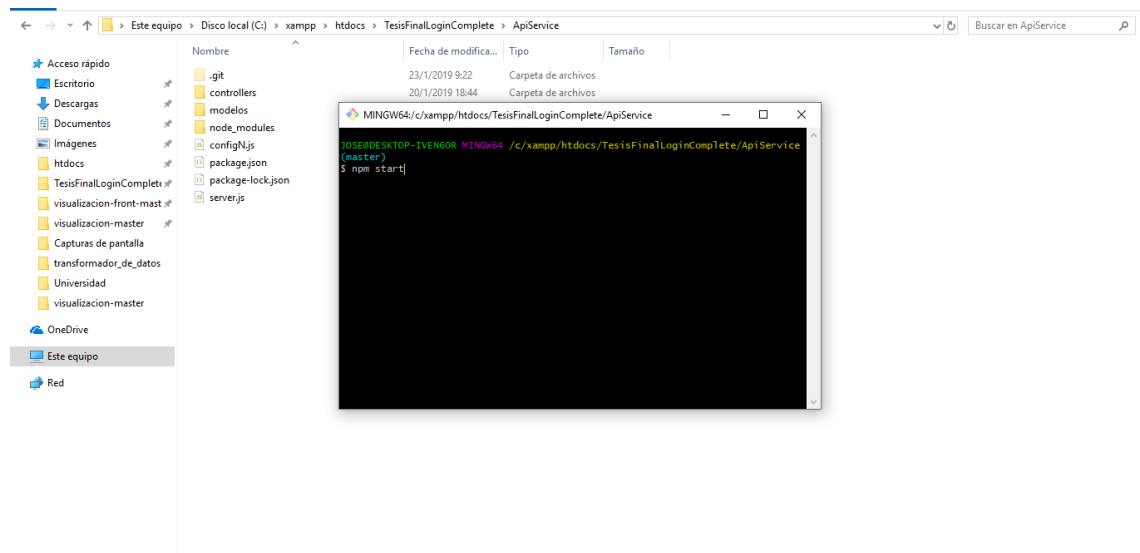 Este equipo > Disco local (C:) > xampp > htdocs > TesisFinalLoginComplete > ApiService
Buscar en ApiService
Nombre Fecha de modifica... Tipo Tamaño
Acceso rápido
Escritorio
Descargas
Documentos
Imágenes
htdocs
TesisFinalLoginComplete
visualizacion-front-mast
visualizacion-master
Capturas de pantalla
transformador_de_datos
Universidad
visualizacion-master
OneDrive
Este equipo
Red
.git 23/1/2019 9:22 Carpeta de archivos
controllers 20/1/2019 18:44 Carpeta de archivos
modelos
node_modules
configN.js
package.json
package-lock.json
server.js
MINGW64:/c/xampp/htdocs/TesisFinalLoginComplete/ApiService
JOSE@DESKTOP-IVEN6OR MINGW64 /c/xampp/htdocs/TesisFinalLoginComplete/ApiService
(master)
$ npm start